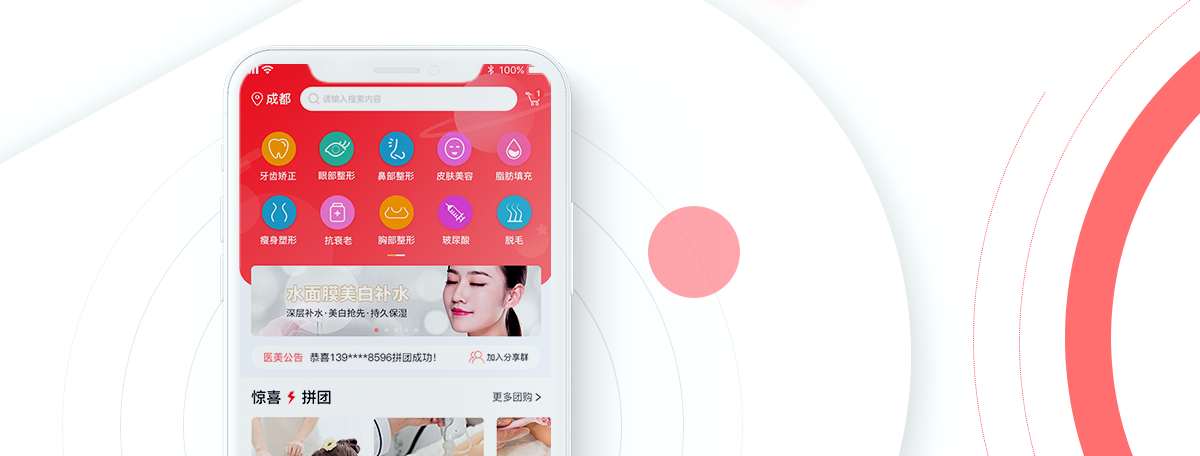 100%
成都 请输入搜索内容 1
牙齿矫正 眼部整形 鼻部整形 皮肤美容 脂肪填充
瘦身塑形 抗衰老 胸部整形 玻尿酸 脱毛
水面膜美白补水
深层补水·美白抢先·持久保湿
医美公告 恭喜139****8596拼团成功! 加入分享群
惊喜 拼团 更多团购 >